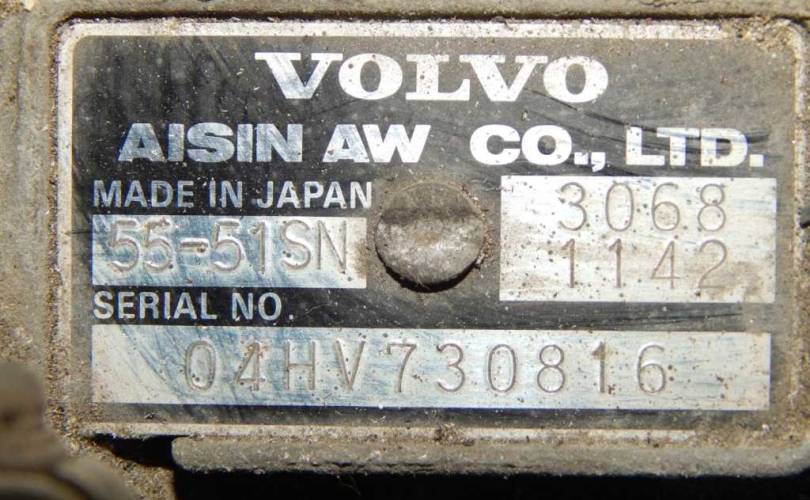 VOLVO
AISIN AW CO., LTD.
MADE IN JAPAN
55-51SN
3068
1142
SERIAL NO.
04HV730816